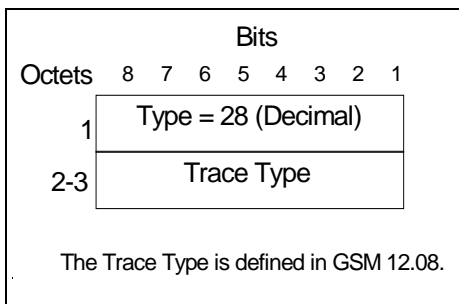 Bits
Octets 8 7 6 5 4 3 2 1
1 Type = 28 (Decimal)
2-3 Trace Type
The Trace Type is defined in GSM 12.08.
.